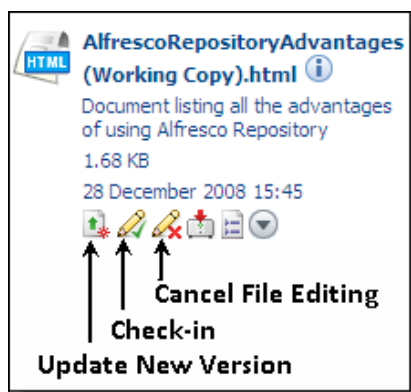 HTML
AlfrescoRepositoryAdvantages
(Working Copy).html i
Document listing all the advantages
of using Alfresco Repository
1.68 KB
28 December 2008 15:45
Cancel File Editing
Check-in
Update New Version